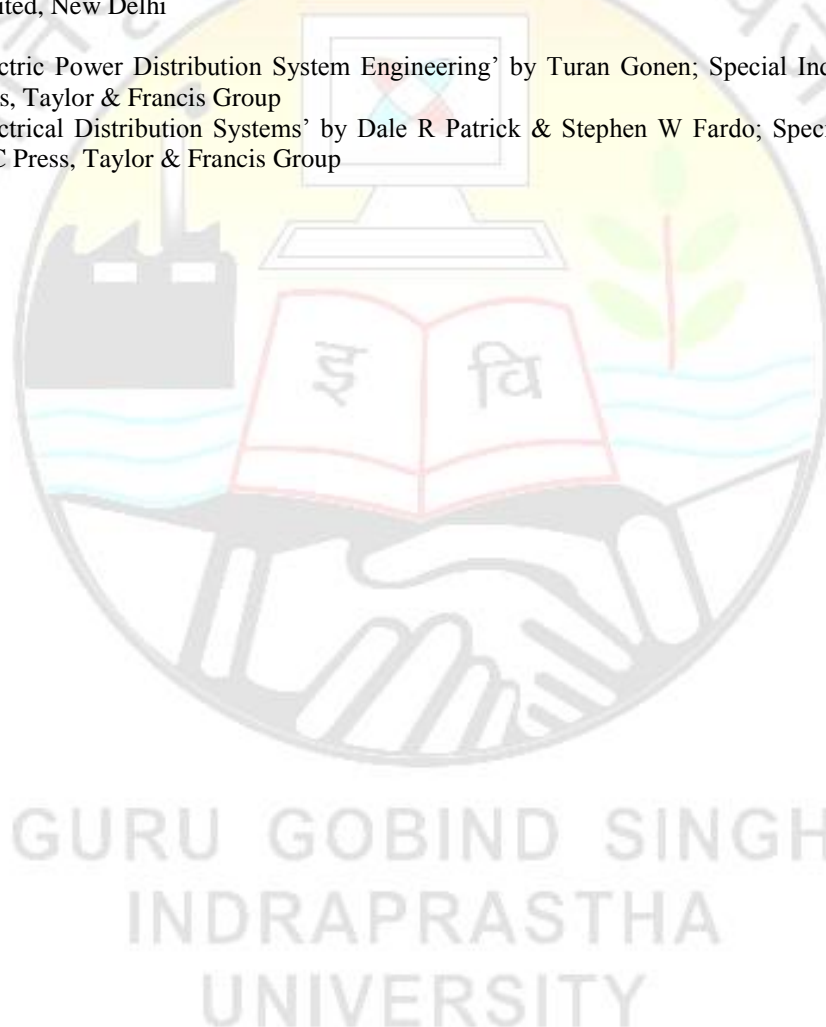 ited, New Delhi
ctric Power Distribution System Engineering’ by Turan Gonen; Special Ind
s, Taylor & Francis Group
ctrical Distribution Systems’ by Dale R Patrick & Stephen W Fardo; Speci
C Press, Taylor & Francis Group
इ वि
GURU GOBIND SINGH
INDRAPRASTHA
UNIVERSITY